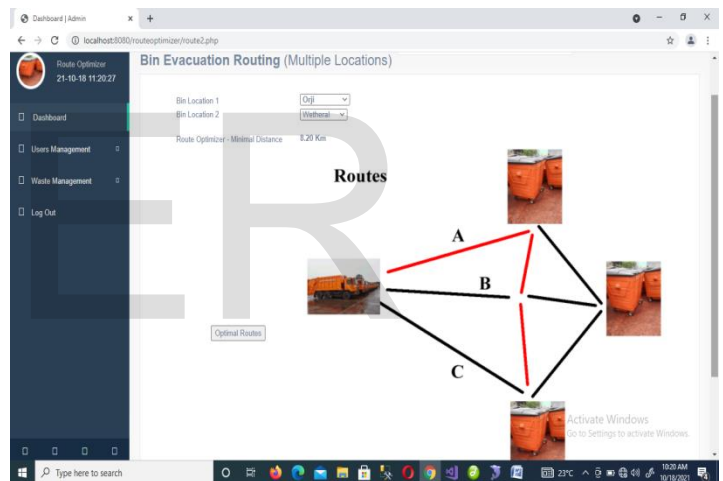 Dashboard | Admin
localhost:8080/routeoptimizer/route2.php
Route Optimizer
21-10-18 11:20:27
Dashboard
Users Management
Waste Management
Log Out
Bin Evacuation Routing (Multiple Locations)
Bin Location 1 Orji
Bin Location 2 Wetheral
Route Optimizer - Minimal Distance 8.20 Km
Routes
A
B
C
Optimal Routes
ER
Activate Windows
Go to Settings to activate Windows.
Type here to search
23°C
10:20 AM
10/18/2021